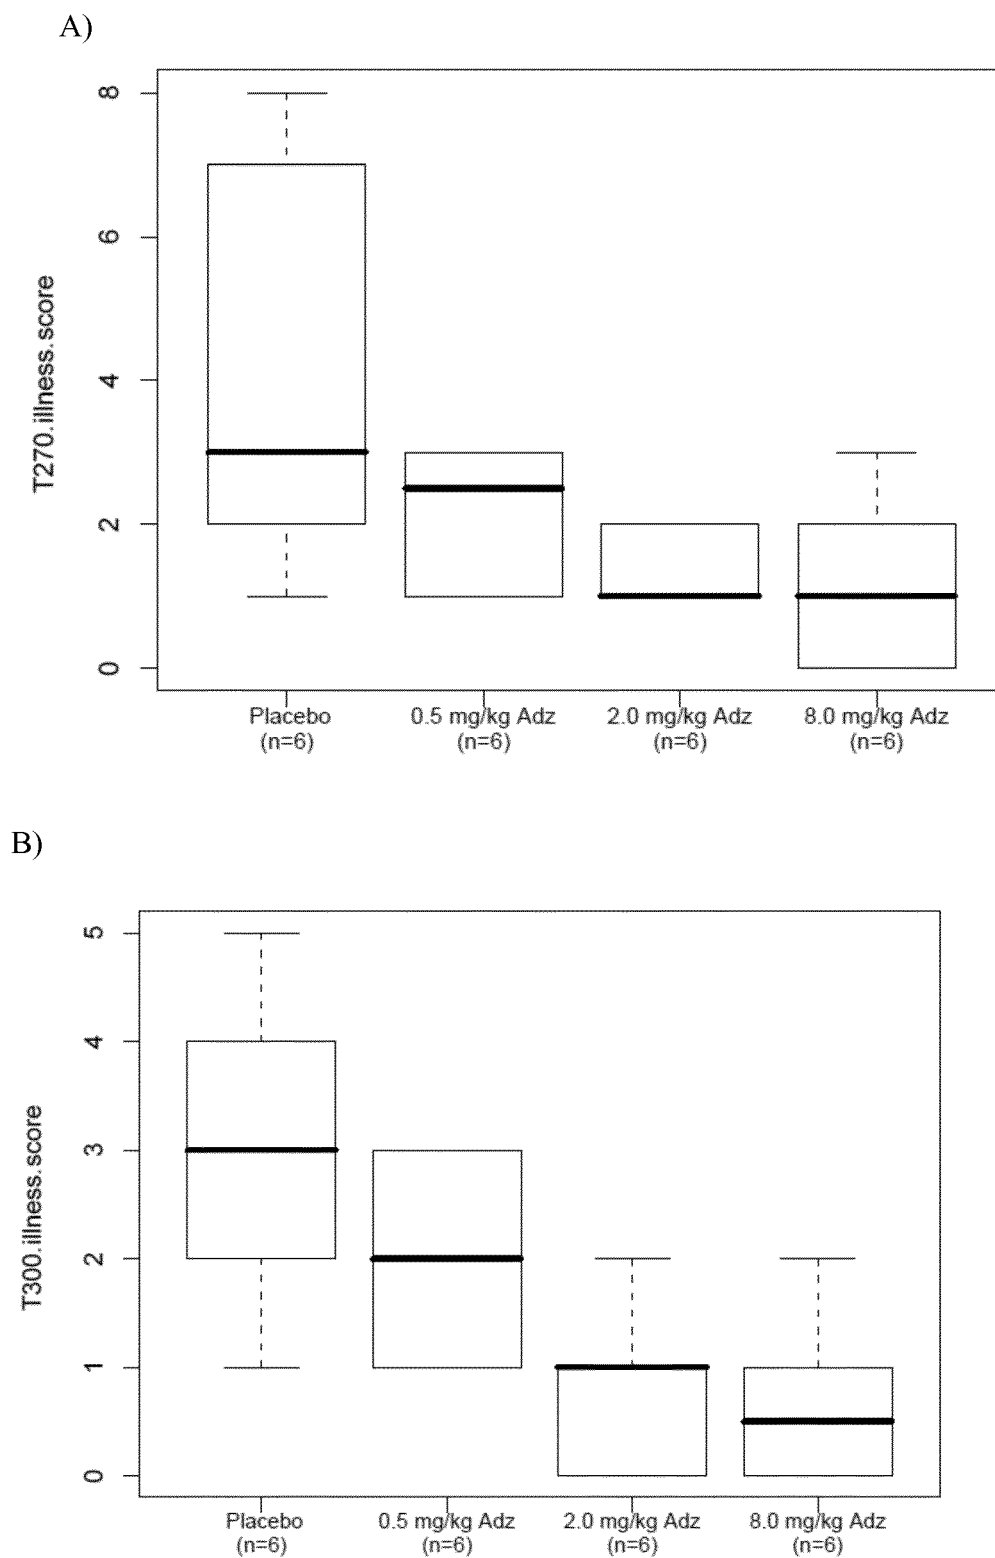 A)
8
6
4
2
0
T270.illness.score
Placebo 0.5 mg/kg Adz 2.0 mg/kg Adz 8.0 mg/kg Adz
(n=6) (n=6) (n=6) (n=6)
B)
5
4
3
2
1
0
T300.illness.score
Placebo 0.5 mg/kg Adz 2.0 mg/kg Adz 8.0 mg/kg Adz
(n=6) (n=6) (n=6) (n=6)